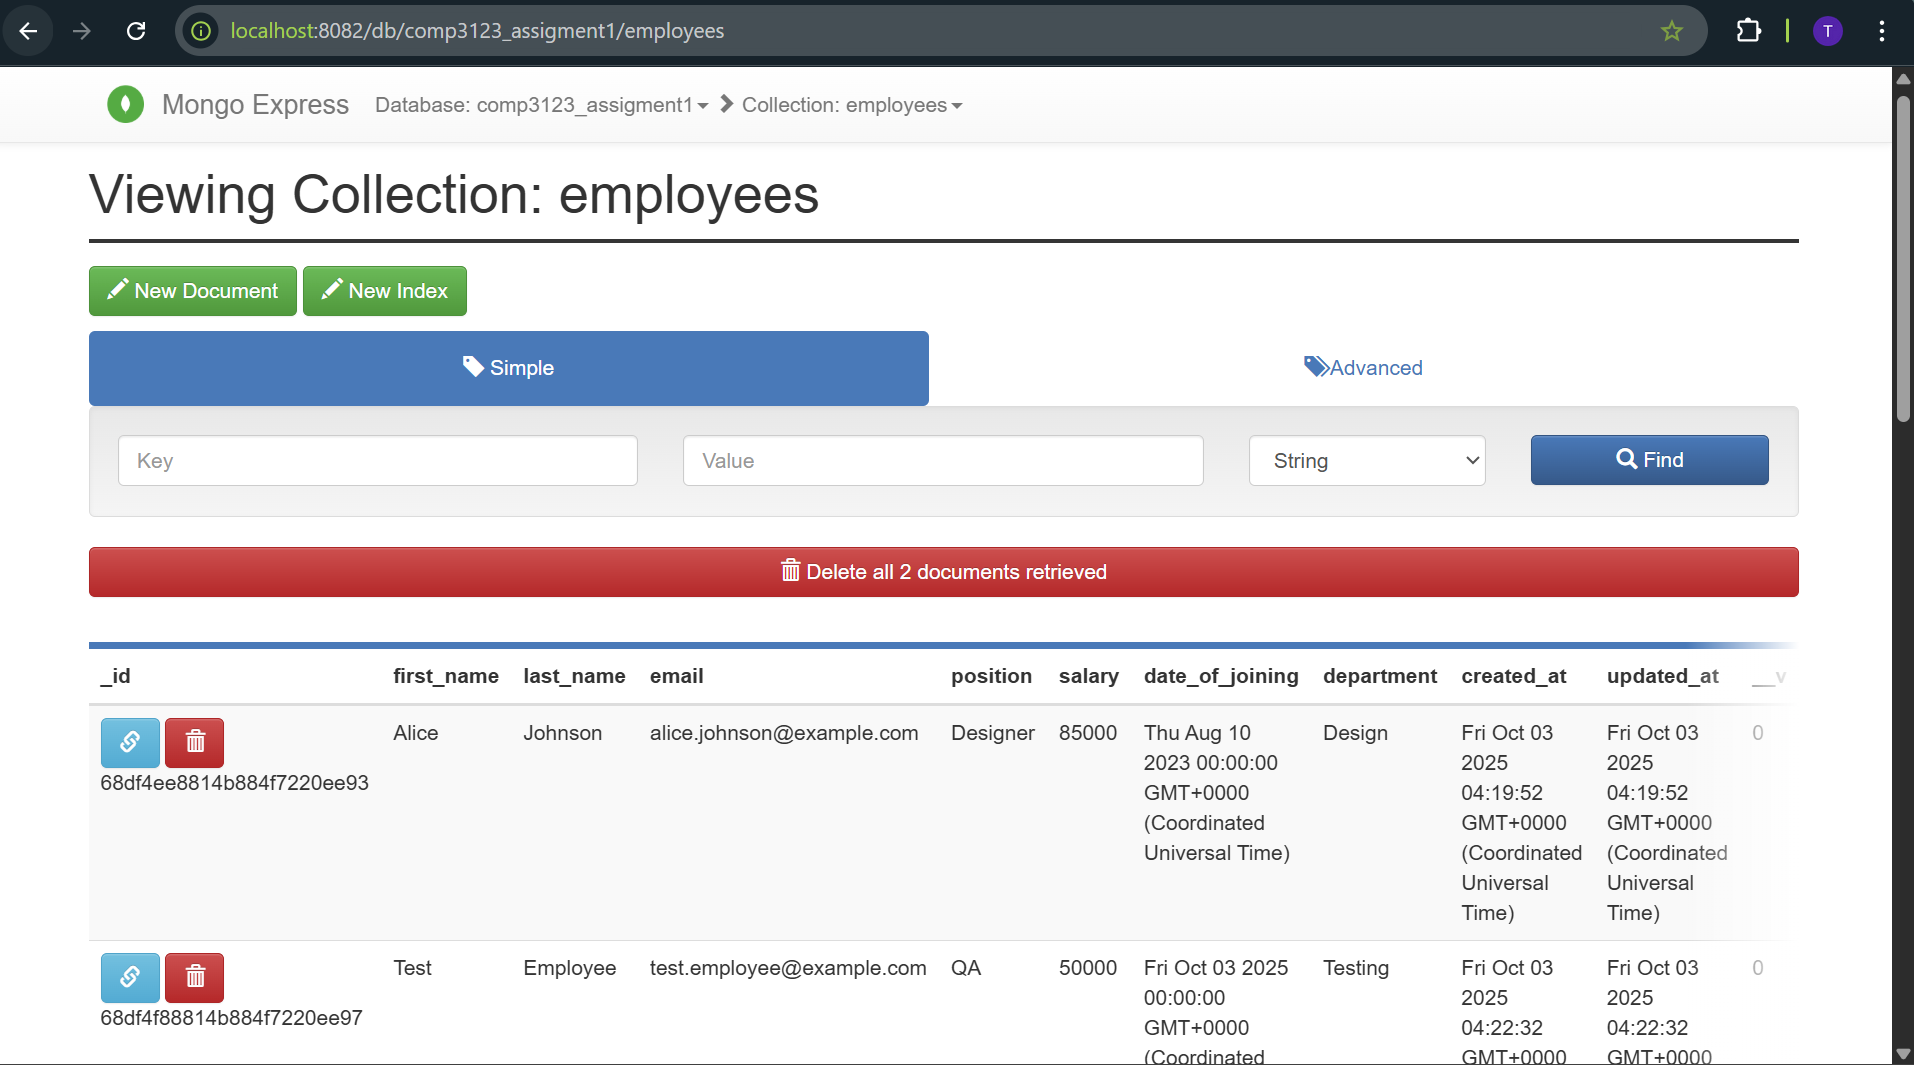 localhost:8082/db/comp3123_assigment1/employees
T
Mongo Express Database: comp3123_assigment1 Collection: employees
Viewing Collection: employees
New Document New Index
Simple Advanced
Key Value String Find
Delete all 2 documents retrieved
_id first_name last_name email position salary date_of_joining department created_at updated_at __v
Alice Johnson alice.johnson@example.com Designer 85000 Thu Aug 10 Design Fri Oct 03 Fri Oct 03 0
2023 00:00:00 2025 2025
68df4ee8814b884f7220ee93 GMT+0000 04:19:52 04:19:52
(Coordinated GMT+0000 GMT+0000
Universal Time) (Coordinated (Coordinated
Universal Universal
Time) Time)
Test Employee test.employee@example.com QA 50000 Fri Oct 03 2025 Testing Fri Oct 03 Fri Oct 03 0
00:00:00 2025 2025
68df4f88814b884f7220ee97 GMT+0000 04:22:32 04:22:32
(Coordinated GMT+0000 GMT+0000